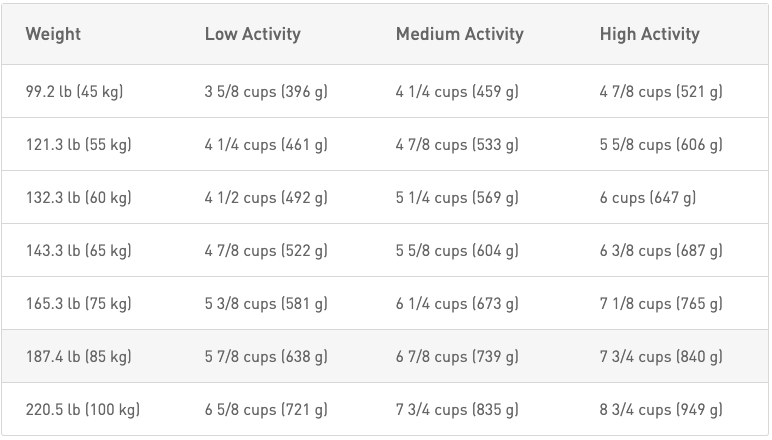 Weight Low Activity Medium Activity High Activity
99.2 lb (45 kg) 3 5/8 cups (396 g) 4 1/4 cups (459 g) 4 7/8 cups (521 g)
121.3 lb (55 kg) 4 1/4 cups (461 g) 4 7/8 cups (533 g) 5 5/8 cups (606 g)
132.3 lb (60 kg) 4 1/2 cups (492 g) 5 1/4 cups (569 g) 6 cups (647 g)
143.3 lb (65 kg) 4 7/8 cups (522 g) 5 5/8 cups (604 g) 6 3/8 cups (687 g)
165.3 lb (75 kg) 5 3/8 cups (581 g) 6 1/4 cups (673 g) 7 1/8 cups (765 g)
187.4 lb (85 kg) 5 7/8 cups (638 g) 6 7/8 cups (739 g) 7 3/4 cups (840 g)
220.5 lb (100 kg) 6 5/8 cups (721 g) 7 3/4 cups (835 g) 8 3/4 cups (949 g)